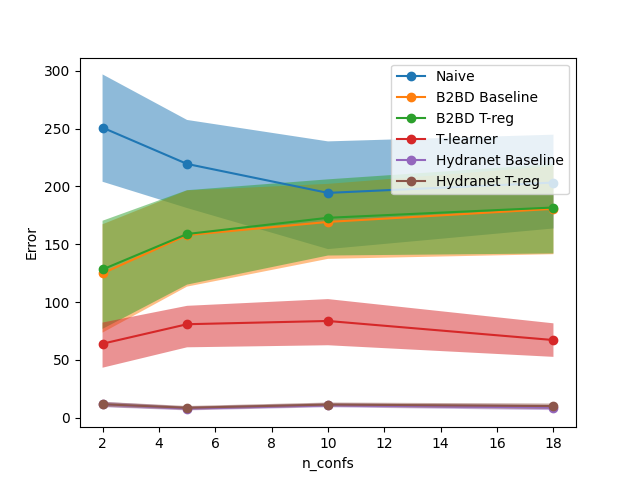 300
250
200
150
100
50
0
Error
Naive
B2BD Baseline
B2BD T-reg
T-learner
Hydranet Baseline
Hydranet T-reg
2 4 6 8 10 12 14 16 18
n_confs